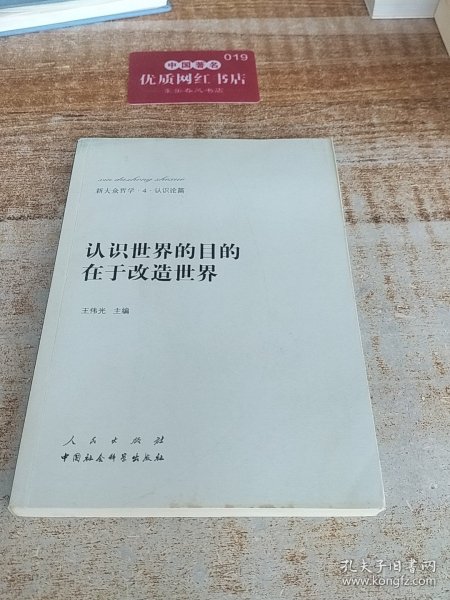 019
中国著名
优质网红书店
xin dazhong zhexue
新大众哲学·4·认识论篇
认识世界的目的
在于改造世界
王伟光 主编
人民出版社
中国社会科学出版社
孔夫子旧书网
www.kongfz.com